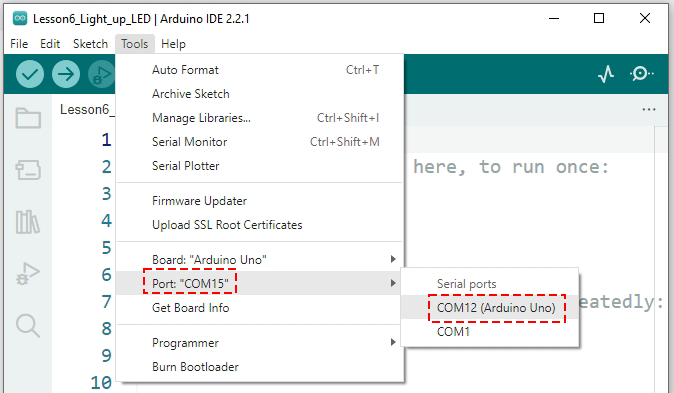 Lesson6_Light_up_LED | Arduino IDE 2.2.1
File Edit Sketch Tools Help
Auto Format Ctrl+T
Archive Sketch
Manage Libraries... Ctrl+Shift+I
Serial Monitor Ctrl+Shift+M
Serial Plotter
Firmware Updater
Upload SSL Root Certificates
Board: "Arduino Uno"
Port: "COM15"
Get Board Info
Programmer
Burn Bootloader
Serial ports
COM12 (Arduino Uno)
COM1
Lesson6_
...
1
2 here, to run once:
3
4
5
6
7 eatedly:
8
9
10